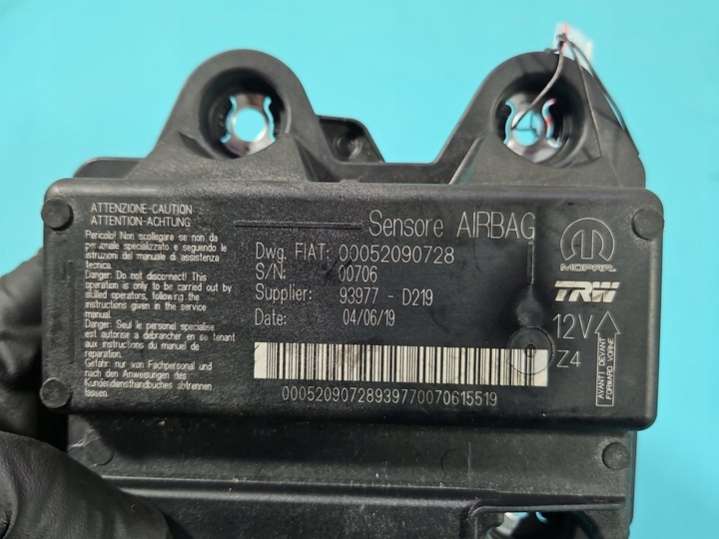 ATTENZIONE-CAUTION
ATTENTION-ACHTUNG
Pericolo! Non scollegare se non da
personale specializzato e seguendo le
istruzioni del manuale di assistenza
tecnica.
Danger: Do not disconnect! This
operation is only to be carried out by
skilled operators, following the
instructions given in the service
manual.
Danger: Seul le personel specialise
est autorise a debrancher en se tenant
aux instructions du manuel de
reparation.
Gefahr: nur von Fachpersonal und
nach den Anweisungen des
Kundendiensthandbuches abtrennen
lassen.
Sensore AIRBAG
Dwg. FIAT: 00052090728
S/N: 00706
Supplier: 93977 - D219
Date: 04/06/19
00052090728939770070615519
MOPAR
TRW
12V
Z4
AVANTI DEVANT
FORWARD VORNE